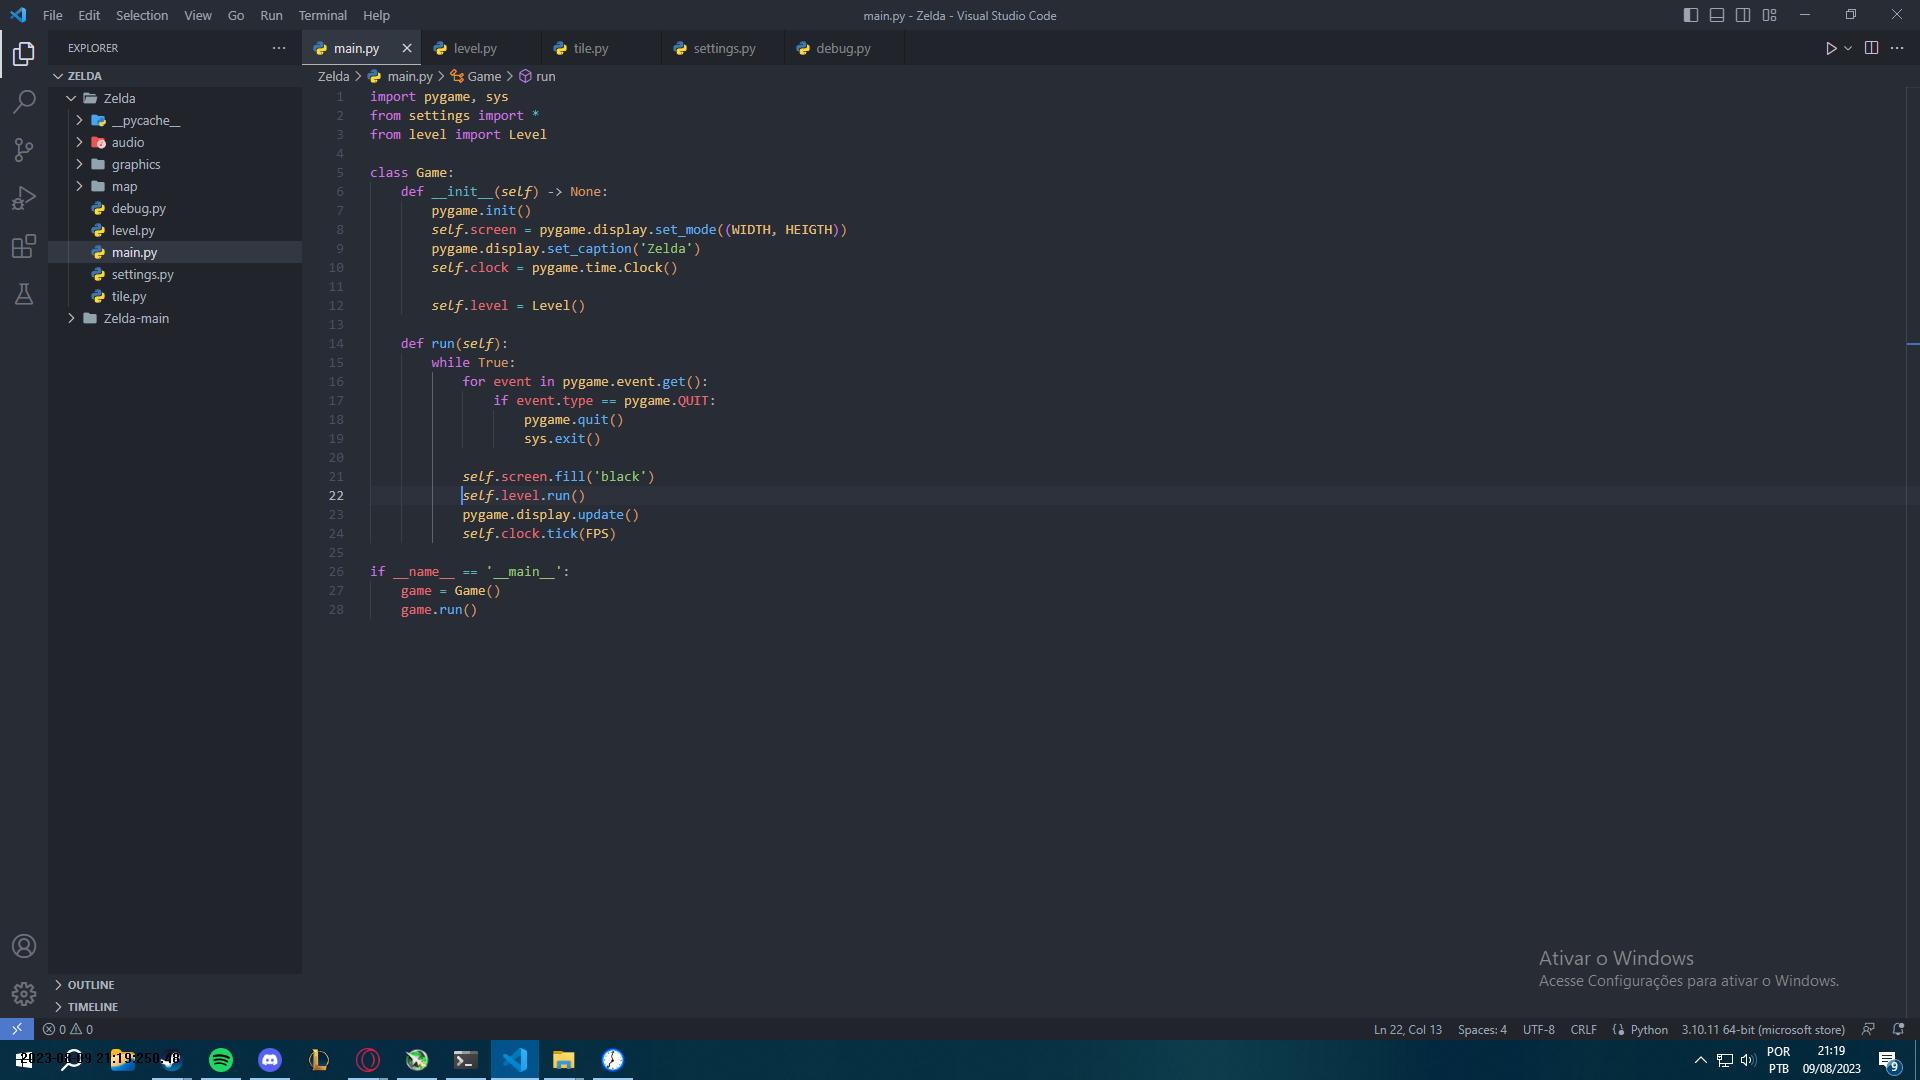 File Edit Selection View Go Run Terminal Help
main.py - Zelda - Visual Studio Code
EXPLORER
main.py
level.py
tile.py
settings.py
debug.py
ZELDA
Zelda
__pycache__
audio
graphics
map
debug.py
level.py
main.py
settings.py
tile.py
Zelda-main
Zelda > main.py > Game > run
1 import pygame, sys
2 from settings import *
3 from level import Level
4
5 class Game:
6 def __init__(self) -> None:
7 pygame.init()
8 self.screen = pygame.display.set_mode((WIDTH, HEIGTH))
9 pygame.display.set_caption('Zelda')
10 self.clock = pygame.time.Clock()
11
12 self.level = Level()
13
14 def run(self):
15 while True:
16 for event in pygame.event.get():
17 if event.type == pygame.QUIT:
18 pygame.quit()
19 sys.exit()
20
21 self.screen.fill('black')
22 self.level.run()
23 pygame.display.update()
24 self.clock.tick(FPS)
25
26 if __name__ == '__main__':
27 game = Game()
28 game.run()
Ativar o Windows
Acesse Configurações para ativar o Windows.
OUTLINE
TIMELINE
0 0
Ln 22, Col 13 Spaces: 4 UTF-8 CRLF Python 3.10.11 64-bit (microsoft store)
POR
PTB
21:19
09/08/2023
9